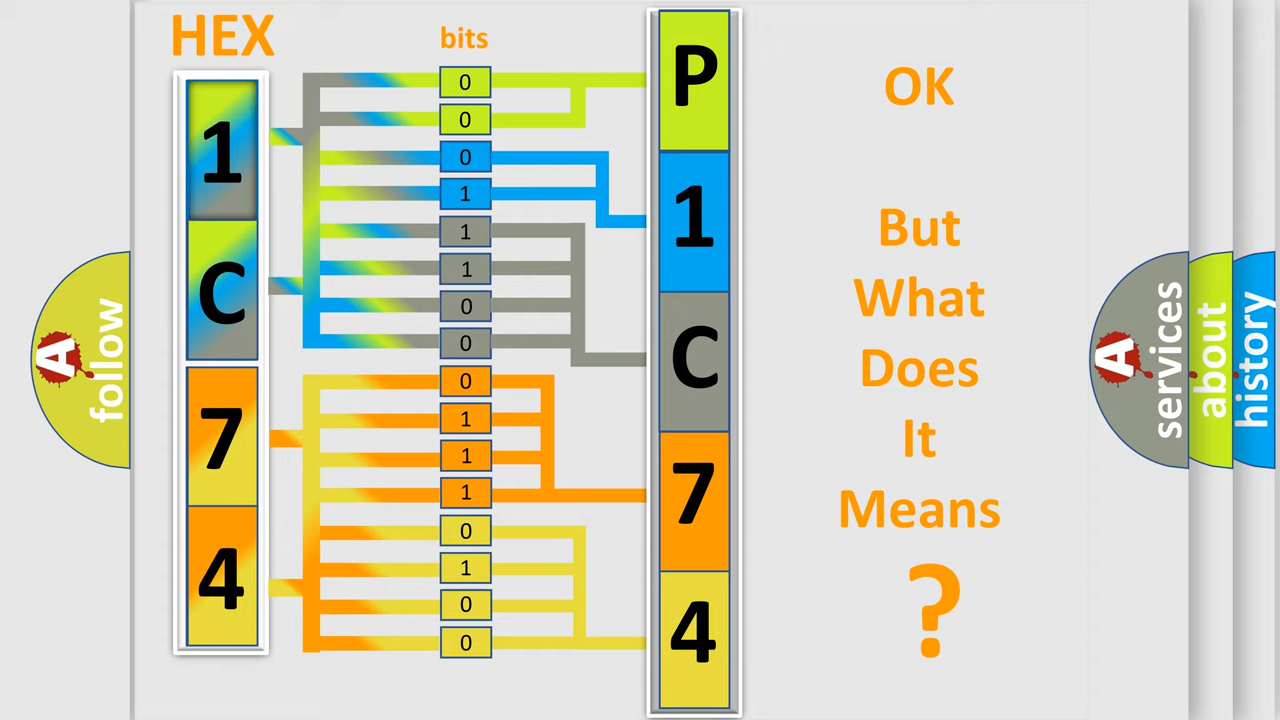 HEX
bits
1
C
7
4
0
0
0
1
1
1
0
0
0
1
1
1
0
1
0
0
P
1
C
7
4
OK
But
What
Does
It
Means
?
A
follow
A
services
about
history